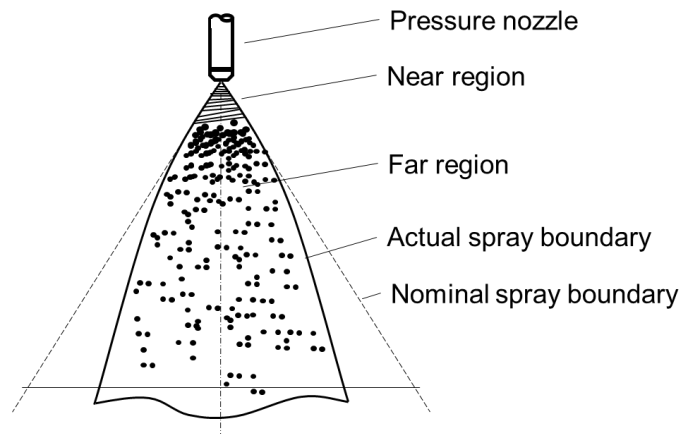 Pressure nozzle
Near region
Far region
Actual spray boundary
Nominal spray boundary